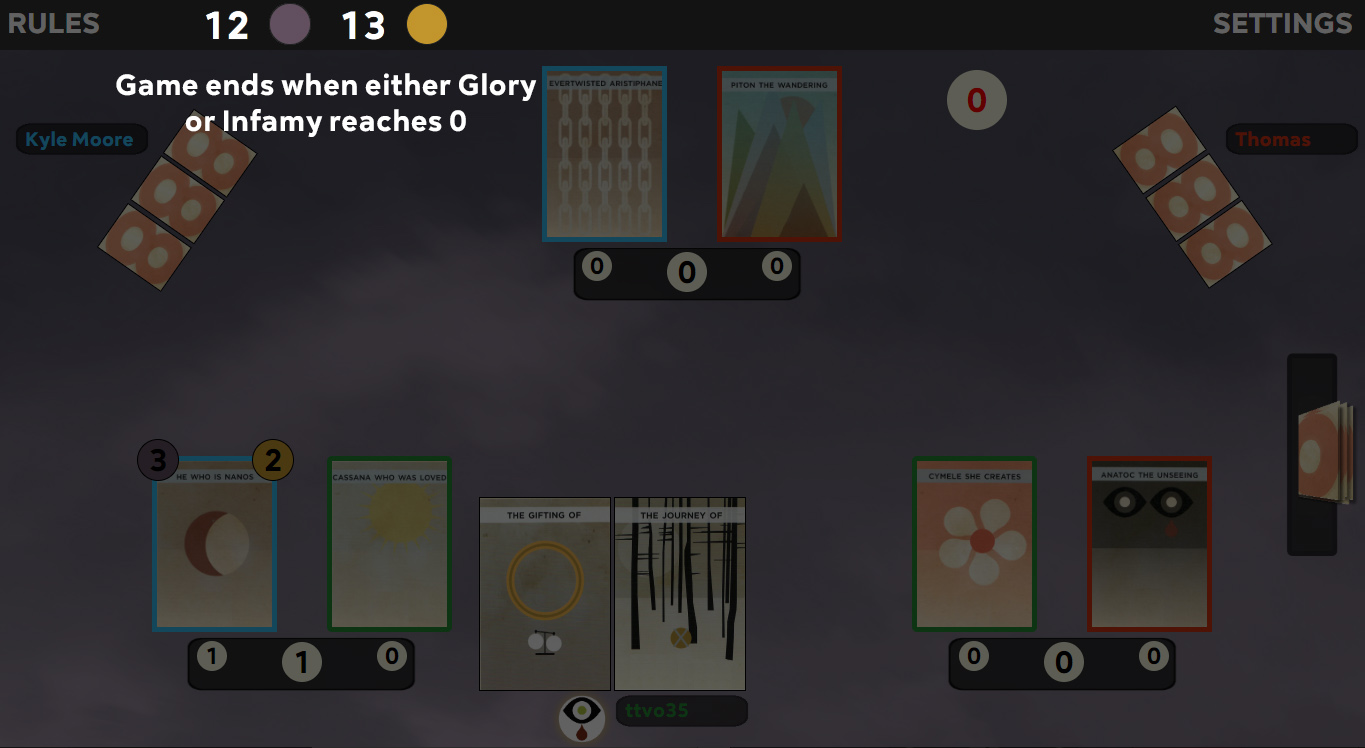 RULES
12
13
SETTINGS
Game ends when either Glory
or Infamy reaches 0
EVERTWISTED ARISTIPHANE
PITON THE WANDERING
0
Kyle Moore
Thomas
0
0
0
3
2
HE WHO IS NANOS
CASSANA WHO WAS LOVED
CYMELE SHE CREATES
ANATOC THE UNSEEING
THE GIFTING OF
THE JOURNEY OF
1
1
0
0
0
0
ttvo35